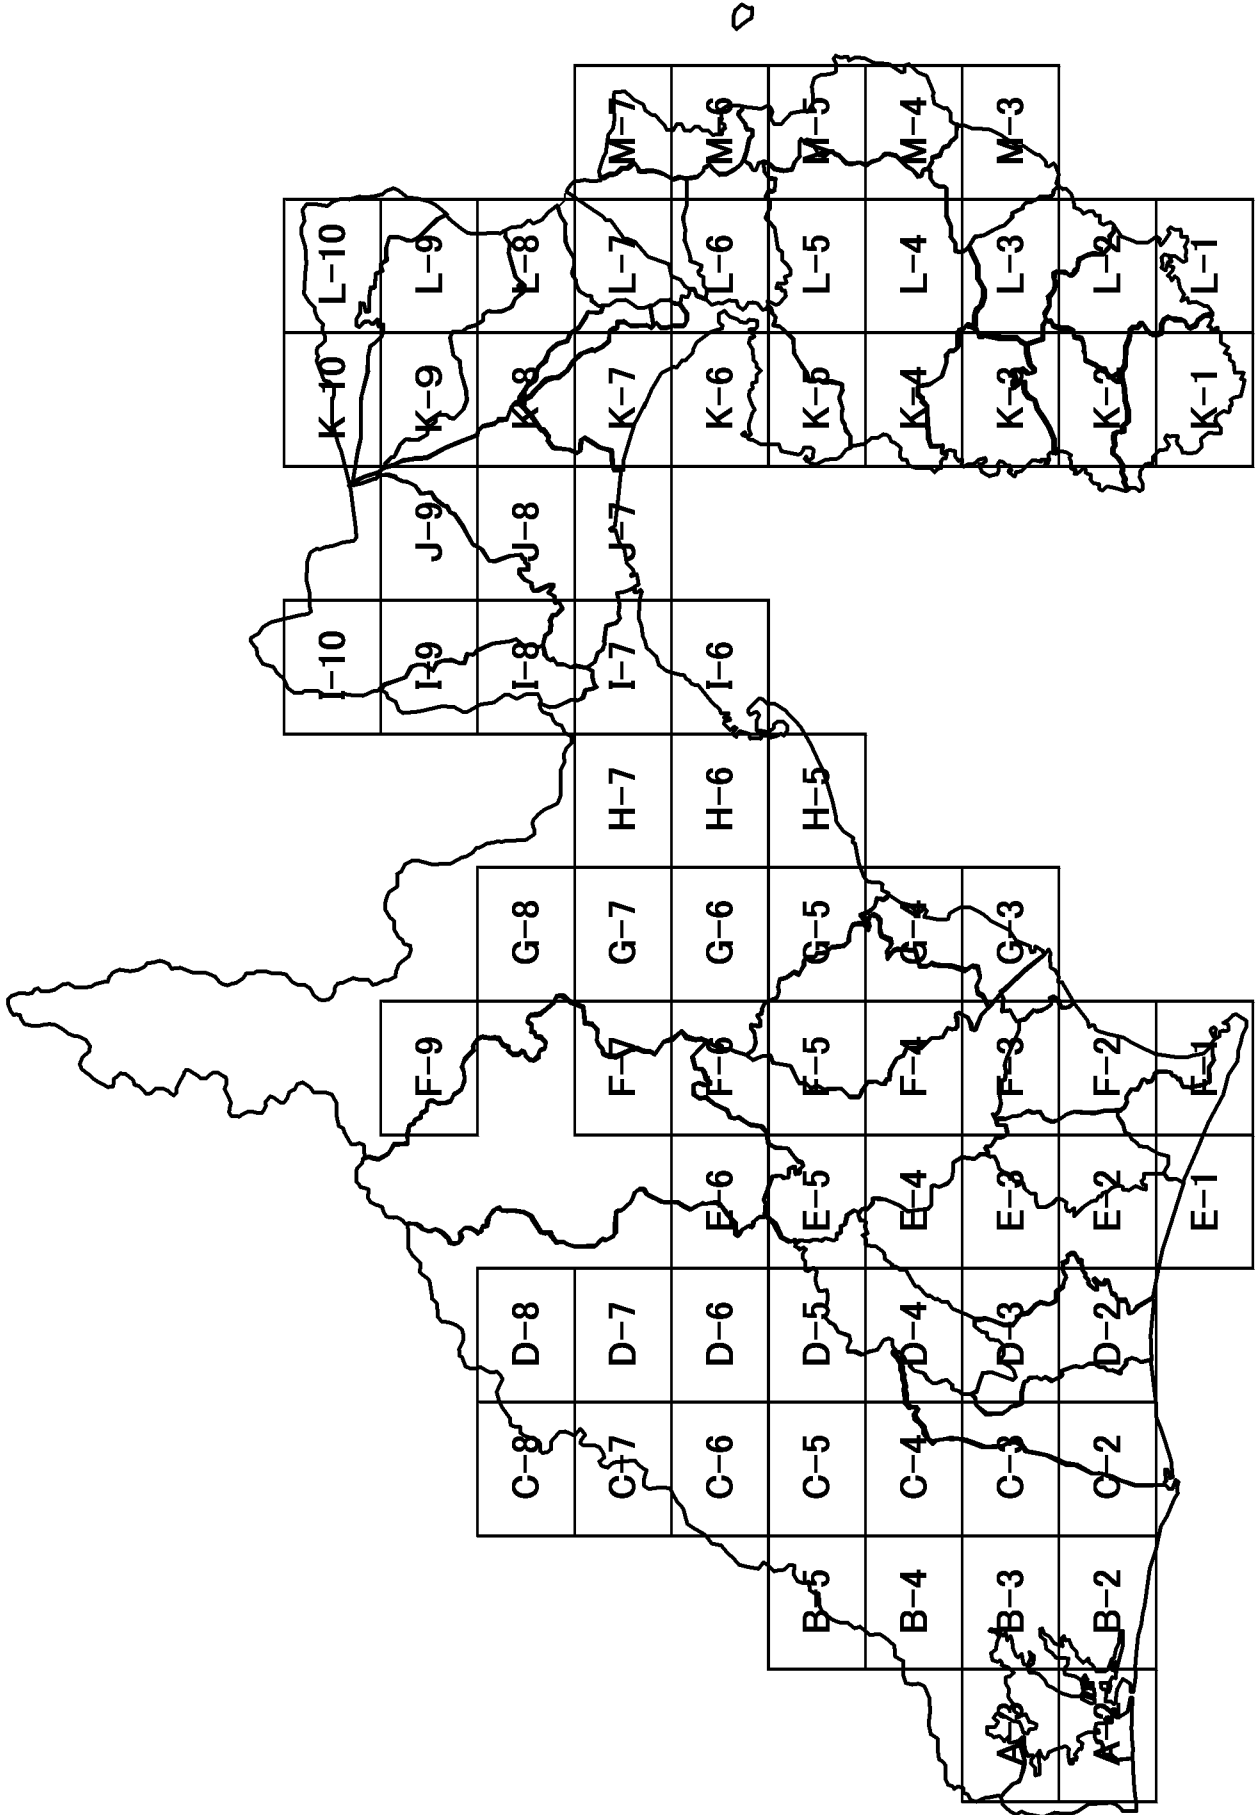 I-10 K-10 L-10
F-9 I-9 J-9 K-9 L-9
C-8 D-8 G-8 I-8 J-8 K-8 L-8
C-7 D-7 F-7 G-7 H-7 I-7 J-7 K-7 L-7 M-7
C-6 D-6 E-6 F-6 G-6 H-6 I-6 K-6 L-6 M-6
B-5 C-5 D-5 E-5 F-5 G-5 H-5 K-5 L-5 M-5
B-4 C-4 D-4 E-4 F-4 G-4 K-4 L-4 M-4
A-3 B-3 C-3 D-3 E-3 F-3 G-3 K-3 L-3 M-3
A-2 B-2 C-2 D-2 E-2 F-2 K-2 L-2
E-1 F-1 K-1 L-1